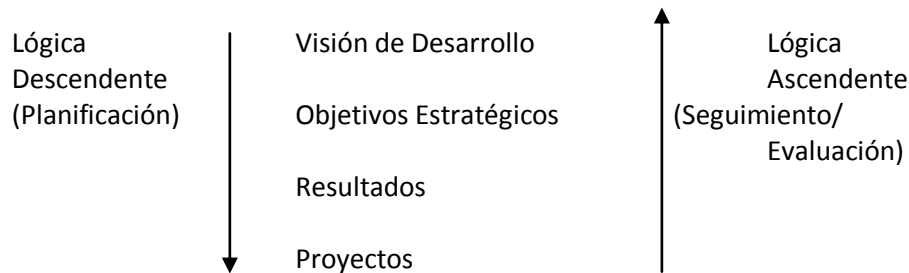 Lógica
Descendente
(Planificación)
Visión de Desarrollo
Objetivos Estratégicos
Resultados
Proyectos
Lógica
Ascendente
(Seguimiento/
Evaluación)